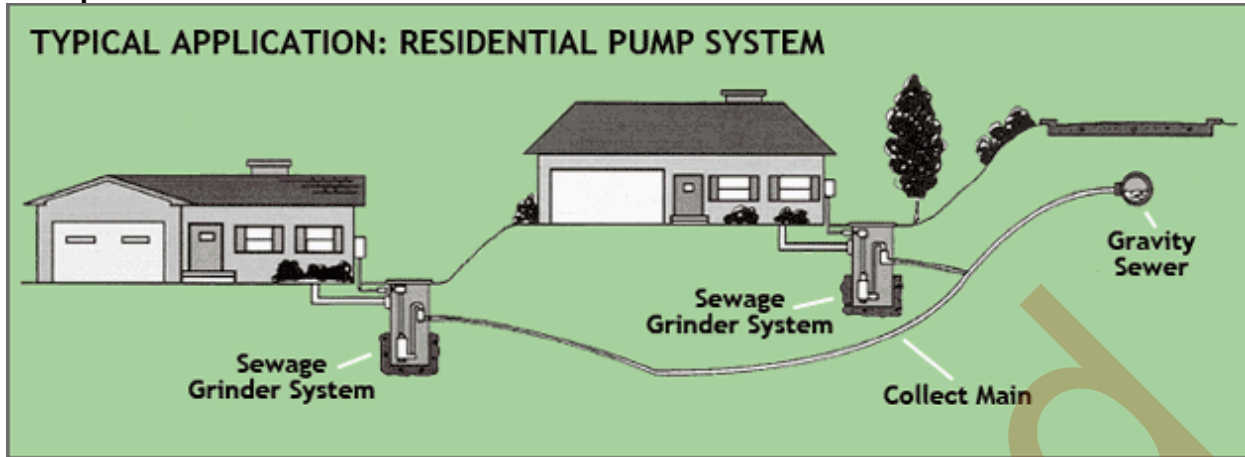 TYPICAL APPLICATION: RESIDENTIAL PUMP SYSTEM
Gravity
Sewer
Sewage
Grinder System
Sewage
Grinder System
Collect Main